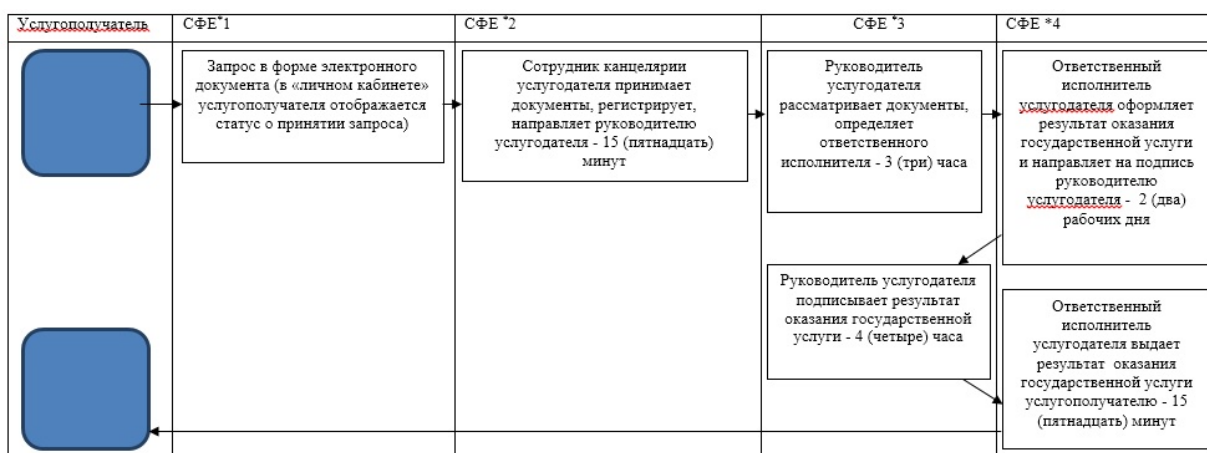 Услугополучатель
СФЕ*1
СФЕ *2
СФЕ *3
СФЕ *4
Запрос в форме электронного
документа (в «личном кабинете»
услугополучателя отображается
статус о принятии запроса)
Сотрудник канцелярии
услугодателя принимает
документы, регистрирует,
направляет руководителю
услугодателя - 15 (пятнадцать)
минут
Руководитель
услугодателя
рассматривает документы,
определяет
ответственного
исполнителя - 3 (три) часа
Ответственный
исполнитель
услугодателя оформляет
результат оказания
государственной услуги
и направляет на подпись
руководителю
услугодателя - 2 (два)
рабочих дня
Руководитель услугодателя
подписывает результат
оказания государственной
услуги - 4 (четыре) часа
Ответственный
исполнитель
услугодателя выдает
результат оказания
государственной услуги
услугополучателю - 15
(пятнадцать) минут